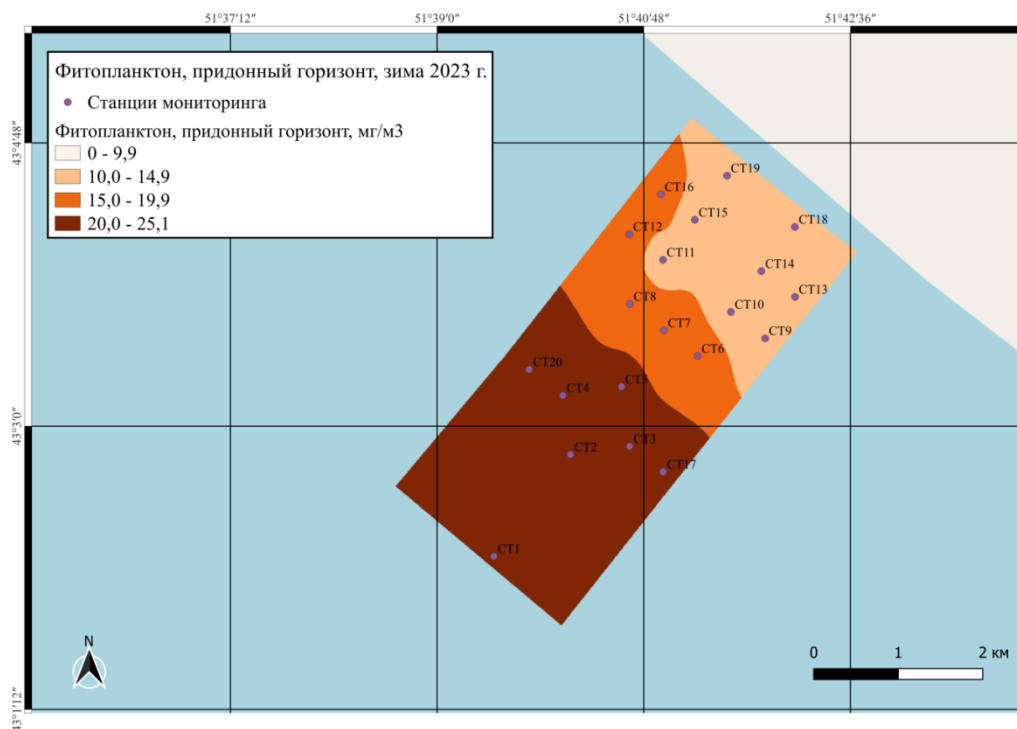 51°37'12" 51°39'0" 51°40'48" 51°42'36"
Фитопланктон, придонный горизонт, зима 2023 г.
Станции мониторинга
Фитопланктон, придонный горизонт, мг/м3
0 - 9,9
10,0 - 14,9
15,0 - 19,9
20,0 - 25,1
43°4'48"
43°3'0"
43°1'12"
СТ19
СТ16
СТ15
СТ18
СТ12
СТ11
СТ14
СТ13
СТ8
СТ10
СТ7
СТ9
СТ6
СТ20
СТ5
СТ4
СТ3
СТ2
СТ17
СТ1
N
0 1 2 км